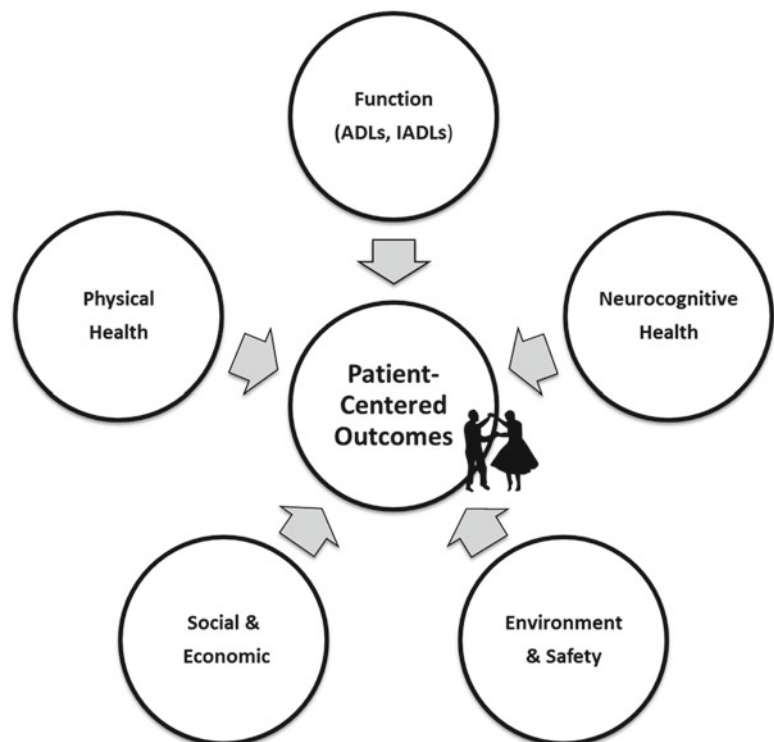 Function
(ADLs, IADLs)
Physical
Health
Neurocognitive
Health
Patient-
Centered
Outcomes
Social &
Economic
Environment
& Safety